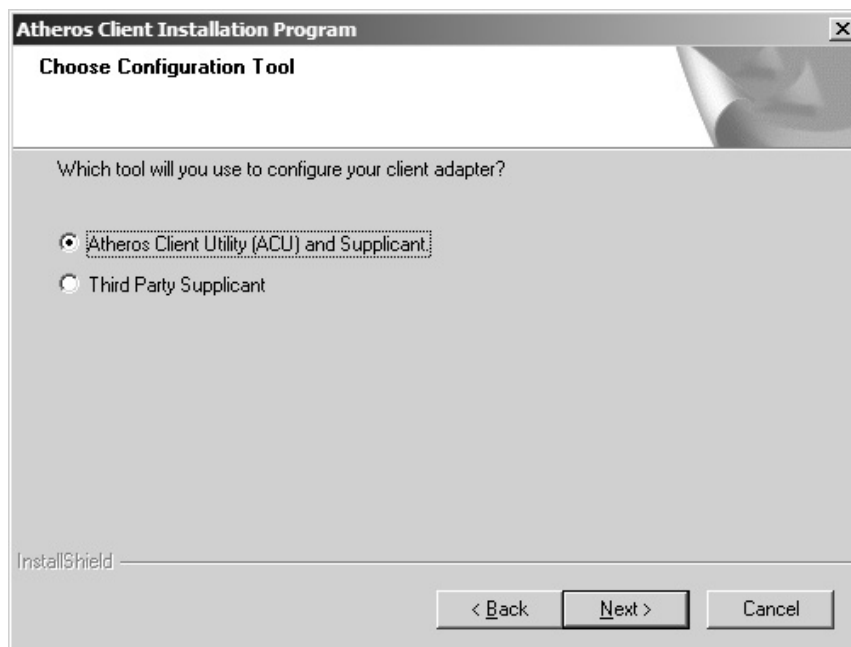 Atheros Client Installation Program
Choose Configuration Tool
Which tool will you use to configure your client adapter?
Atheros Client Utility (ACU) and Supplicant.
Third Party Supplicant
InstallShield
< Back
Next >
Cancel